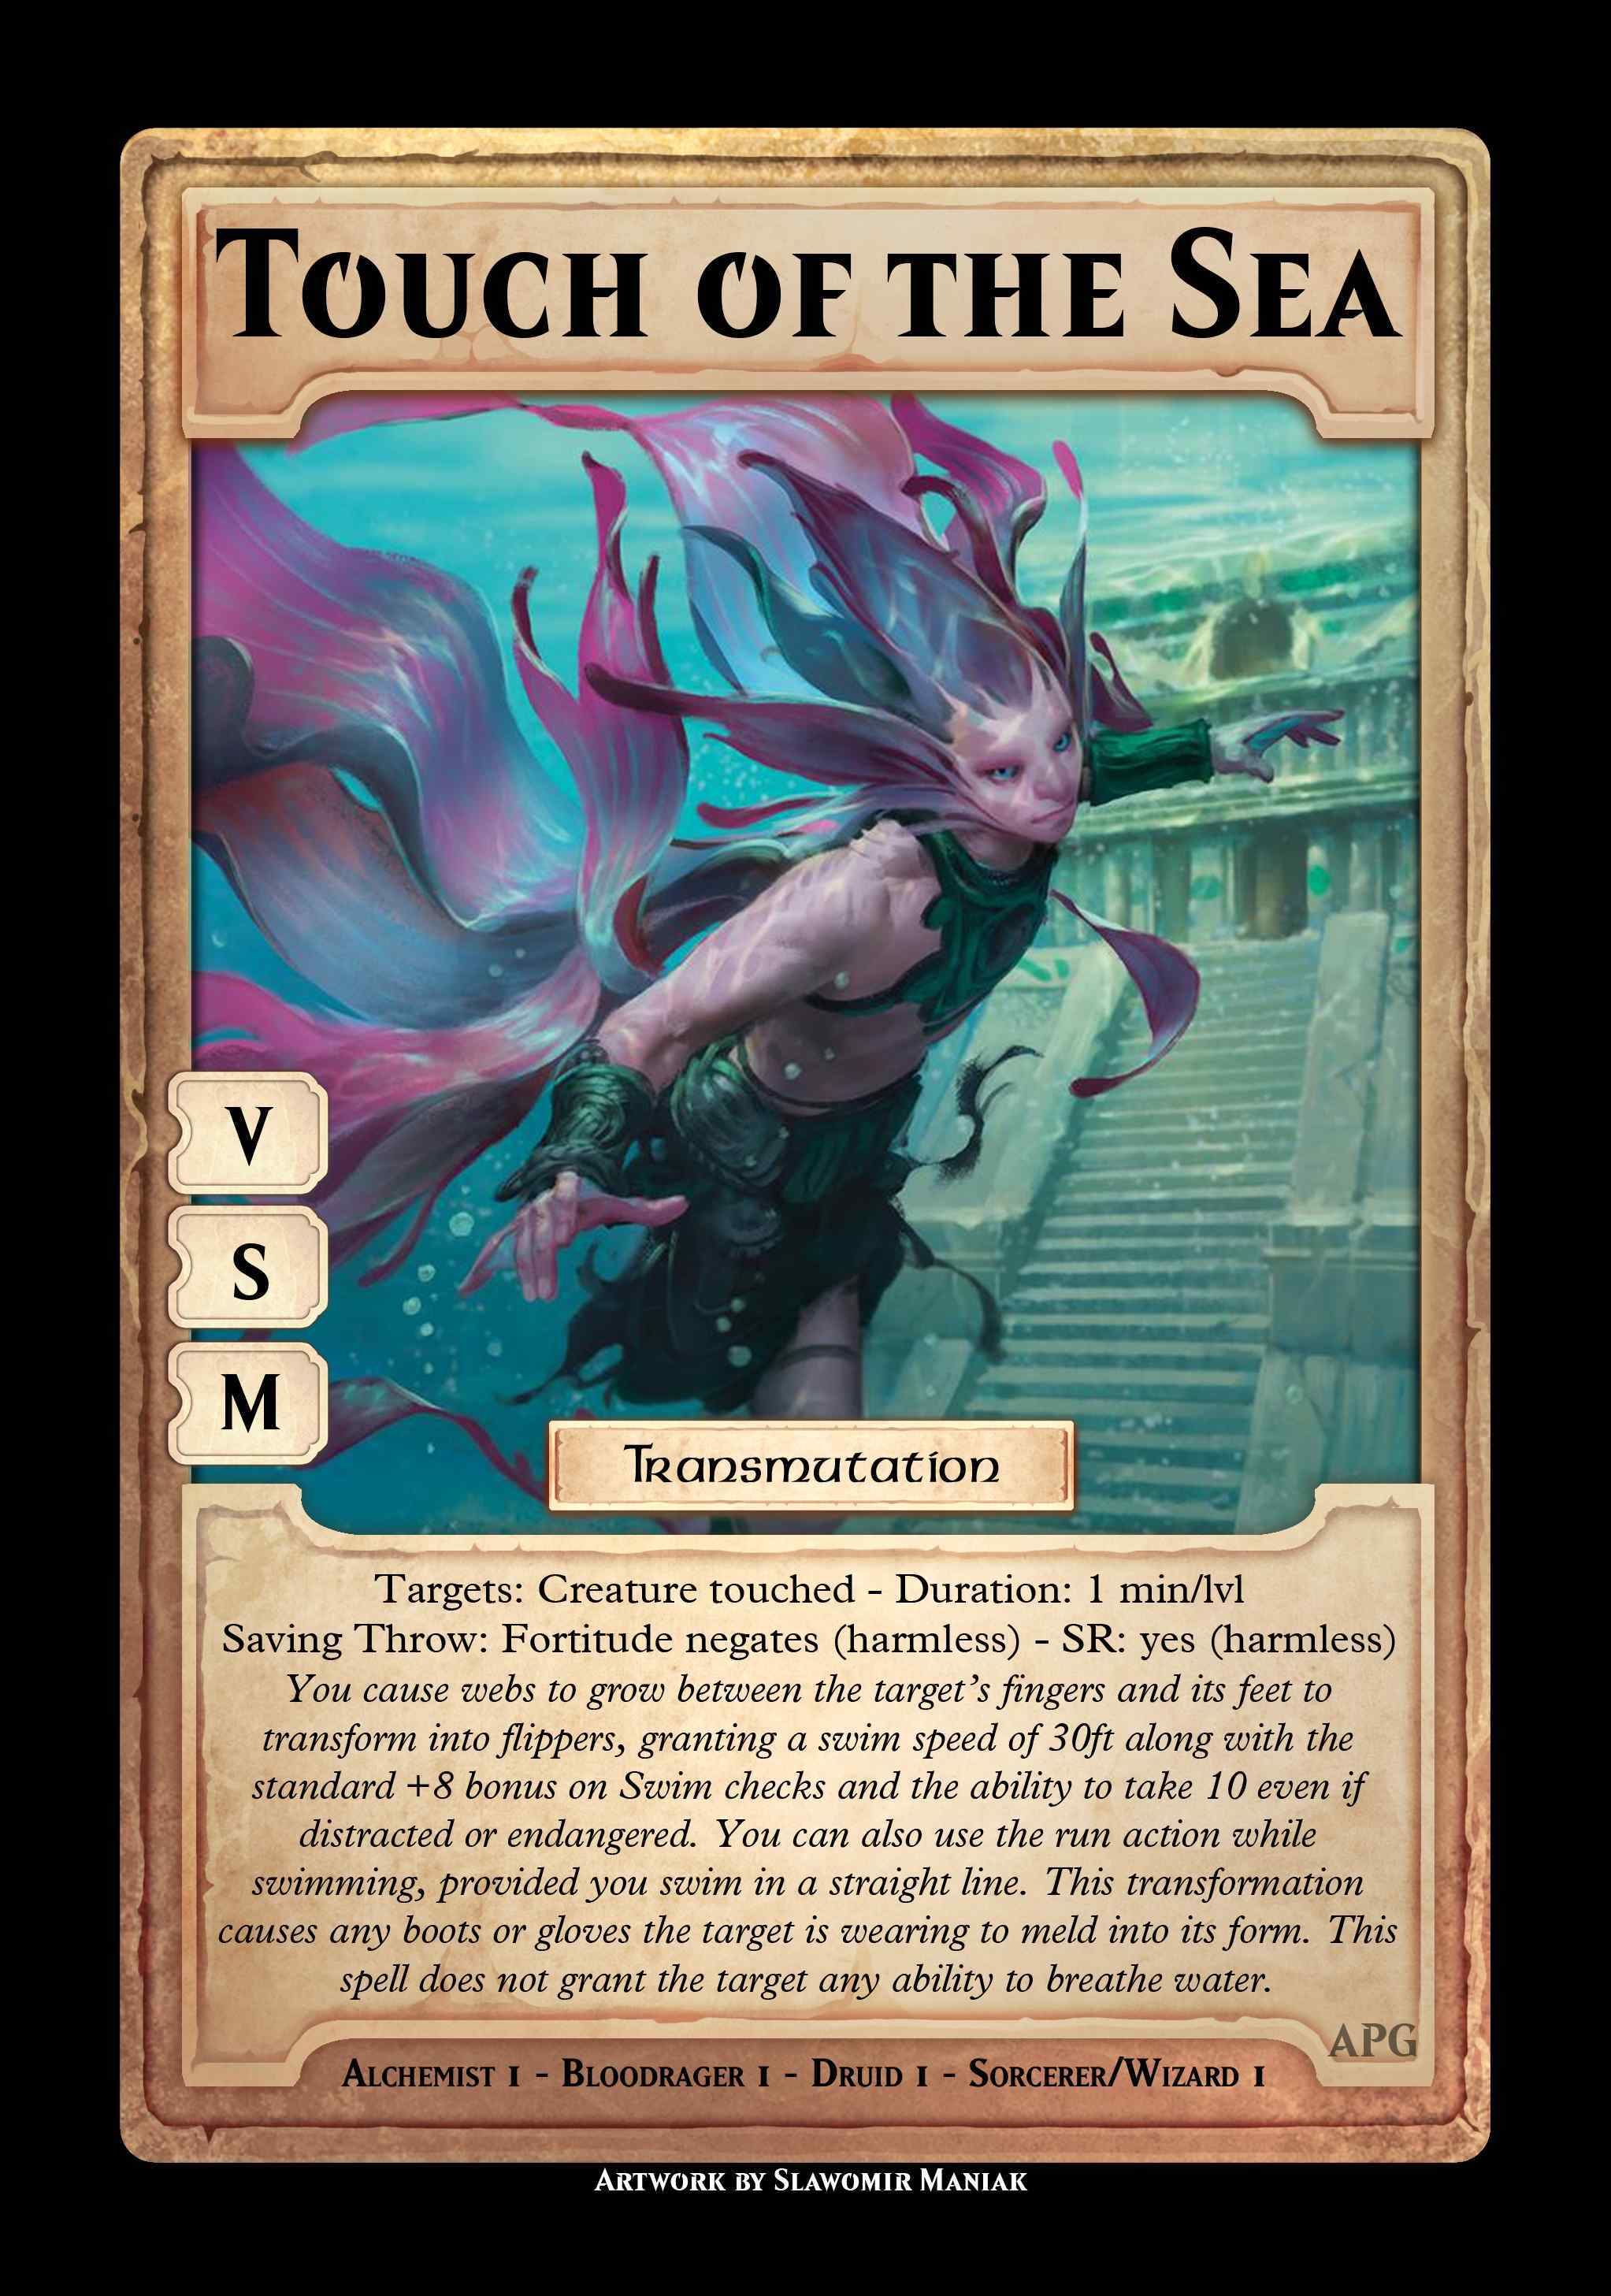 Touch of the Sea
V
S
M
Transmutation
Targets: Creature touched - Duration: 1 min/lvl
Saving Throw: Fortitude negates (harmless) - SR: yes (harmless)
You cause webs to grow between the target's fingers and its feet to
transform into flippers, granting a swim speed of 30ft along with the
standard +8 bonus on Swim checks and the ability to take 10 even if
distracted or endangered. You can also use the run action while
swimming, provided you swim in a straight line. This transformation
causes any boots or gloves the target is wearing to meld into its form. This
spell does not grant the target any ability to breathe water.
APG
Alchemist 1 - Bloodrager 1 - Druid 1 - Sorcerer/Wizard 1
Artwork by Slawomir Maniak